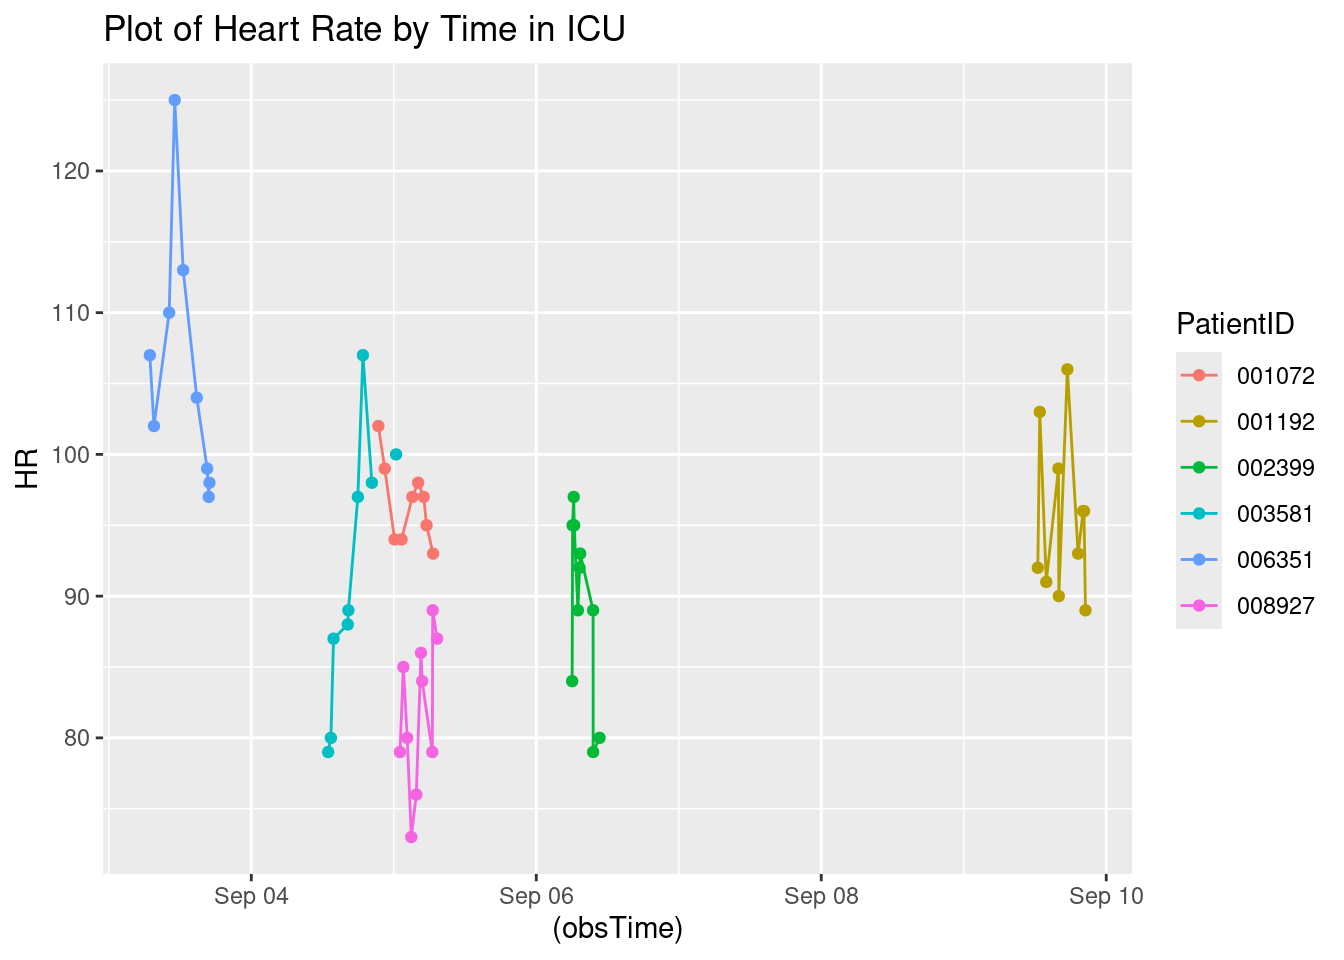 Plot of Heart Rate by Time in ICU
120
110
100
90
80
HR
Sep 04
Sep 06
Sep 08
Sep 10
(obsTime)
PatientID
001072
001192
002399
003581
006351
008927